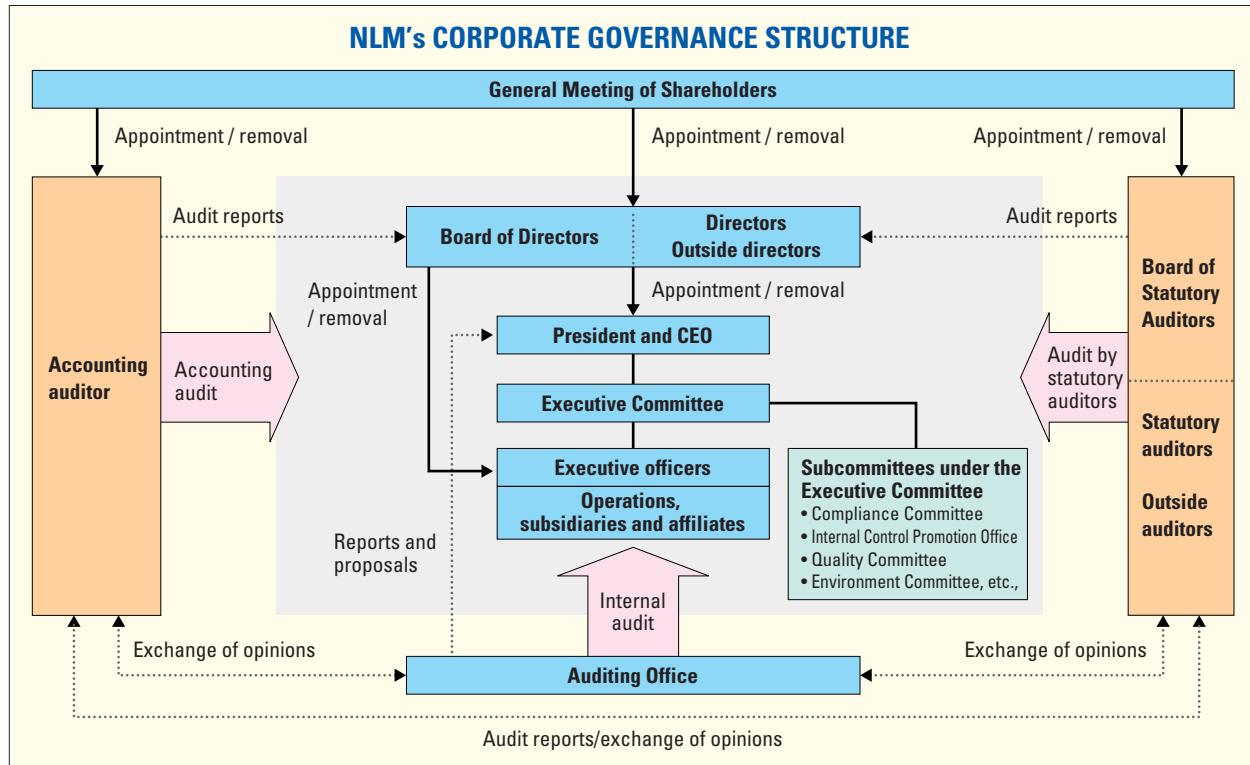 NLM's CORPORATE GOVERNANCE STRUCTURE
General Meeting of Shareholders
Appointment / removal
Appointment / removal
Appointment / removal
Audit reports
Board of Directors
Directors
Outside directors
Audit reports
Accounting
auditor
Accounting
audit
Appointment
/ removal
Appointment / removal
President and CEO
Executive Committee
Executive officers
Operations,
subsidiaries and affiliates
Subcommittees under the
Executive Committee
• Compliance Committee
• Internal Control Promotion Office
• Quality Committee
• Environment Committee, etc.,
Audit by
statutory
auditors
Board of
Statutory
Auditors
Statutory
auditors
Outside
auditors
Reports and
proposals
Internal
audit
Exchange of opinions
Auditing Office
Exchange of opinions
Audit reports/exchange of opinions